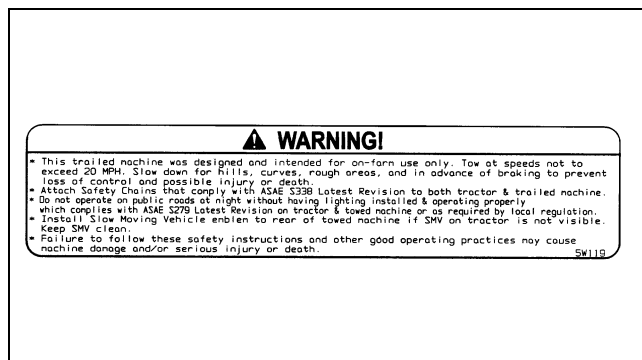 WARNING!
* This trailed machine was designed and intended for on-farm use only. Tow at speeds not to
exceed 20 MPH. Slow down for hills, curves, rough areas, and in advance of braking to prevent
loss of control and possible injury or death.
* Attach Safety Chains that comply with ASAE S338 Latest Revision to both tractor & trailed machine.
* Do not operate on public roads at night without having lighting installed & operating properly
which complies with ASAE S279 Latest Revision on tractor & towed machine or as required by local regulation.
* Install Slow Moving Vehicle emblem to rear of towed machine if SMV on tractor is not visible.
Keep SMV clean.
* Failure to follow these safety instructions and other good operating practices may cause
machine damage and/or serious injury or death.
5W119